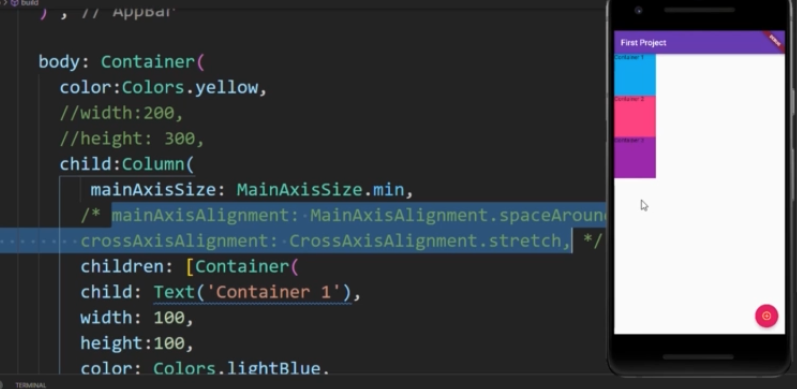 build
) , // AppBar
body: Container(
color:Colors.yellow,
//width:200,
//height: 300,
child:Column(
mainAxisSize: MainAxisSize.min,
/* mainAxisAlignment: MainAxisAlignment.spaceAroun
crossAxisAlignment: CrossAxisAlignment.stretch, */
children: [Container(
child: Text('Container 1'),
width: 100,
height:100,
color: Colors.lightBlue,
TERMINAL
First Project
DEBUG
Container 1
Container 2
Container 3